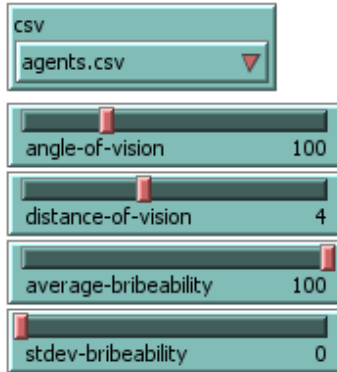 csv
agents.csv
angle-of-vision 100
distance-of-vision 4
average-bribeability 100
stdev-bribeability 0